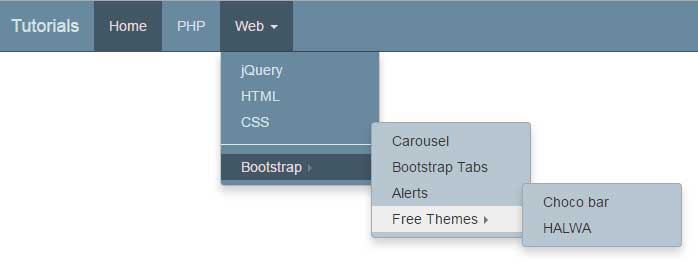 Tutorials Home PHP Web
jQuery
HTML
CSS
Bootstrap
Carousel
Bootstrap Tabs
Alerts
Free Themes
Choco bar
HALWA